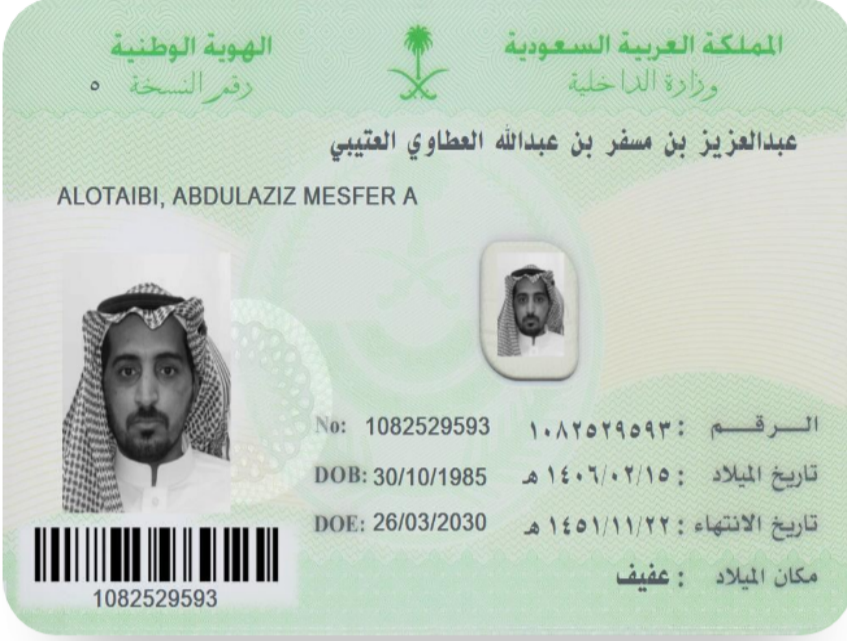 المملكة العربية السعودية
الهوية الوطنية
وزارة الداخلية
رقم النسخة ٥
عبدالعزيز بن مسفر بن عبدالله العطاوي العتيبي
ALOTAIBI, ABDULAZIZ MESFER A
الـــرقـــم : ١٠٨٢٥٢٩٥٩٣ No: 1082529593
تاريخ الميلاد : ١٤٠٦/٠٢/١٥ هـ DOB: 30/10/1985
تاريخ الانتهاء : ١٤٥١/١١/٢٢ هـ DOE: 26/03/2030
مكان الميلاد : عفيف
1082529593